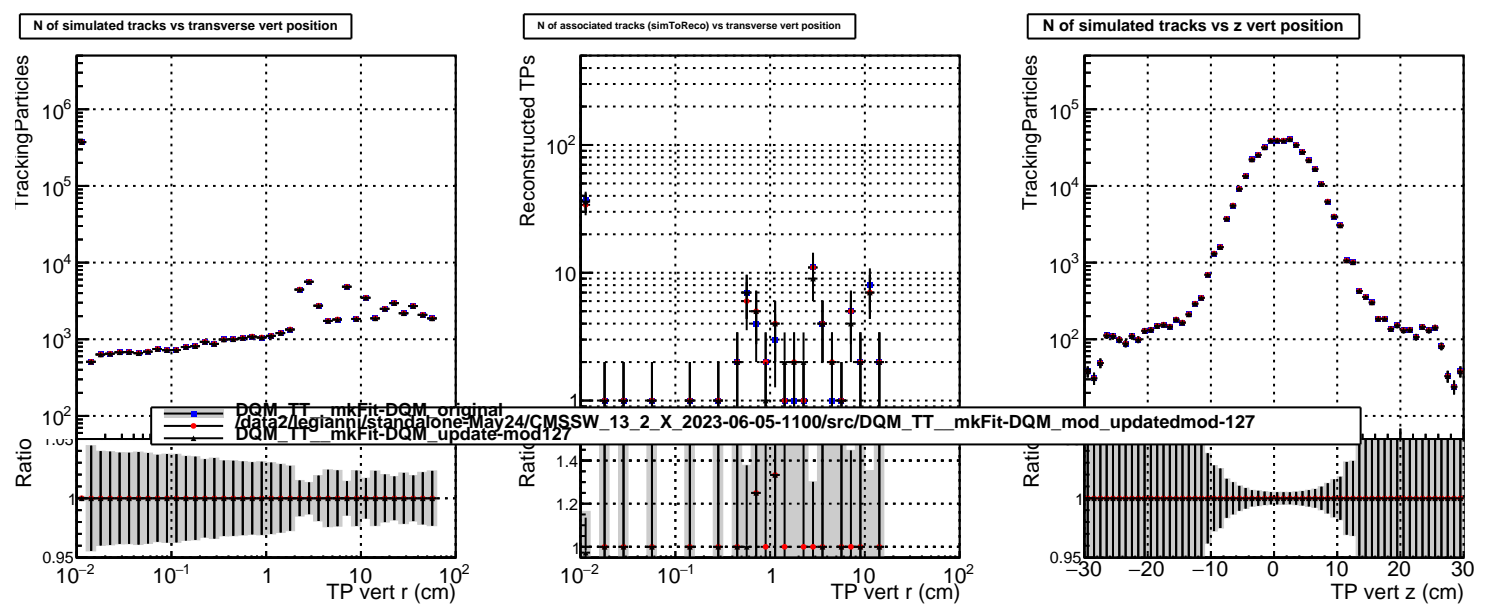 N of simulated tracks vs transverse vert position
TrackingParticles
10^6
10^5
10^4
10^3
10^2
Ratio
1.05
1
0.95
10^−2
10^−1
1
10
10^2
TP vert r (cm)
N of associated tracks (simToReco) vs transverse vert position
Reconstructed TPs
10^2
10
1
Ratio
1.4
1.2
1
10^−2
10^−1
1
10
10^2
TP vert r (cm)
N of simulated tracks vs z vert position
TrackingParticles
10^5
10^4
10^3
10^2
Ratio
1
0.95
−30
−20
−10
0
10
20
30
TP vert z (cm)
DQM_TT__mkFit-DQM_original
/data2/legianni/standalone-May24/CMSSW_13_2_X_2023-06-05-1100/src/DQM_TT__mkFit-DQM_mod_updatedmod-127
DQM_TT__mkFit-DQM_update-mod127